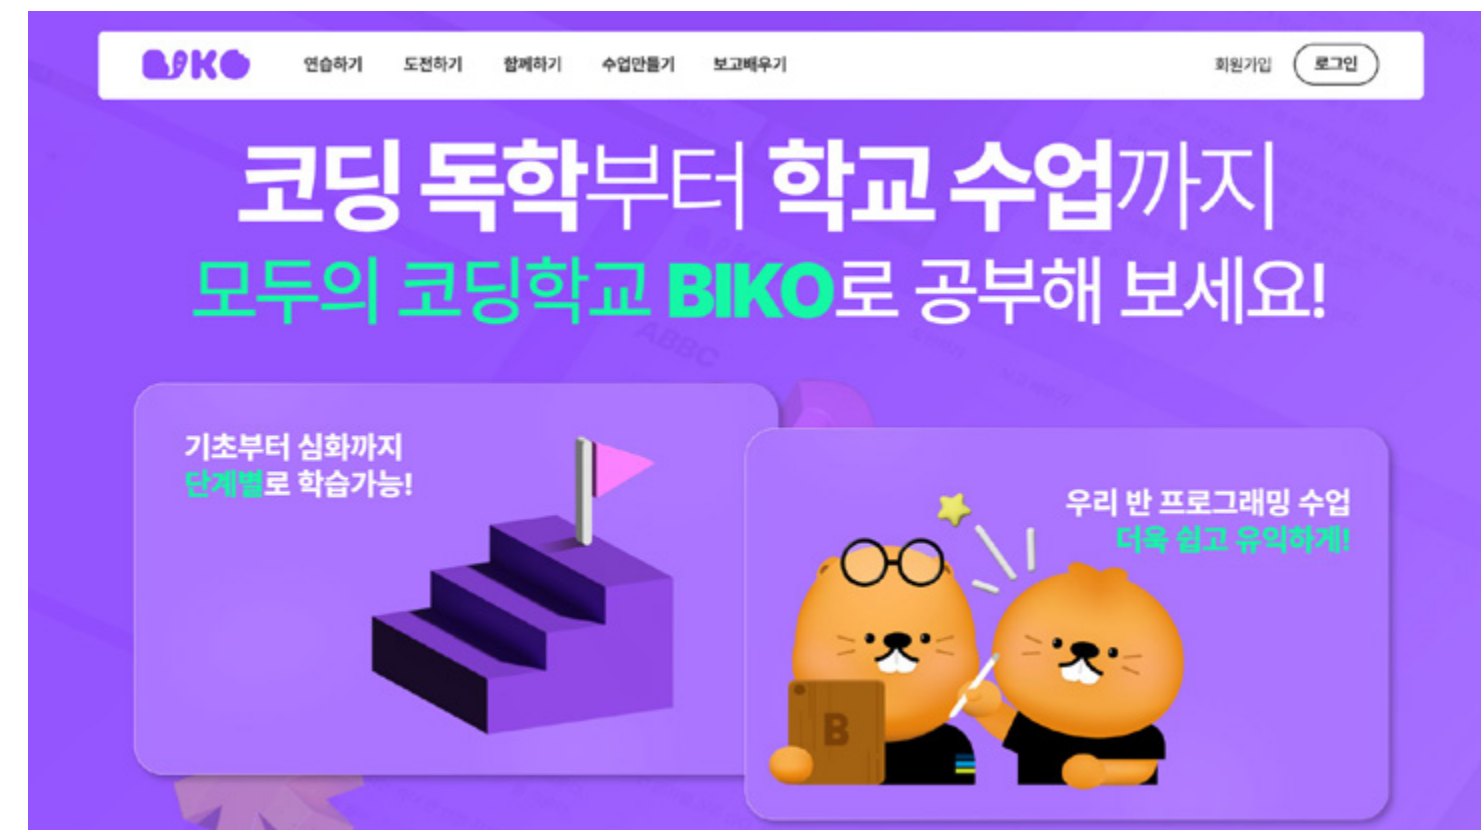 BIKO 연습하기 도전하기 함께하기 수업만들기 보고배우기 회원가입 로그인
코딩 독학부터 학교 수업까지
모두의 코딩학교 BIKO로 공부해 보세요!
ABBC
기초부터 심화까지
단계별로 학습가능!
우리 반 프로그래밍 수업
더욱 쉽고 유익하게!
B